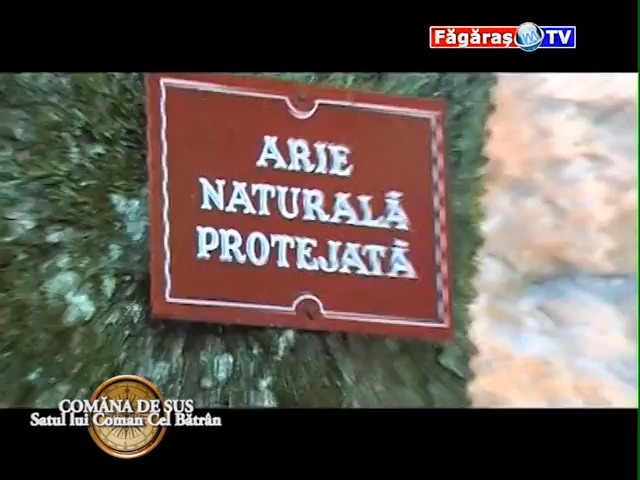 Făgăraș TV
ARIE
NATURALĂ
PROTEJATĂ
COMĂNA DE SUS
Satul lui Coman Cel Bătrân